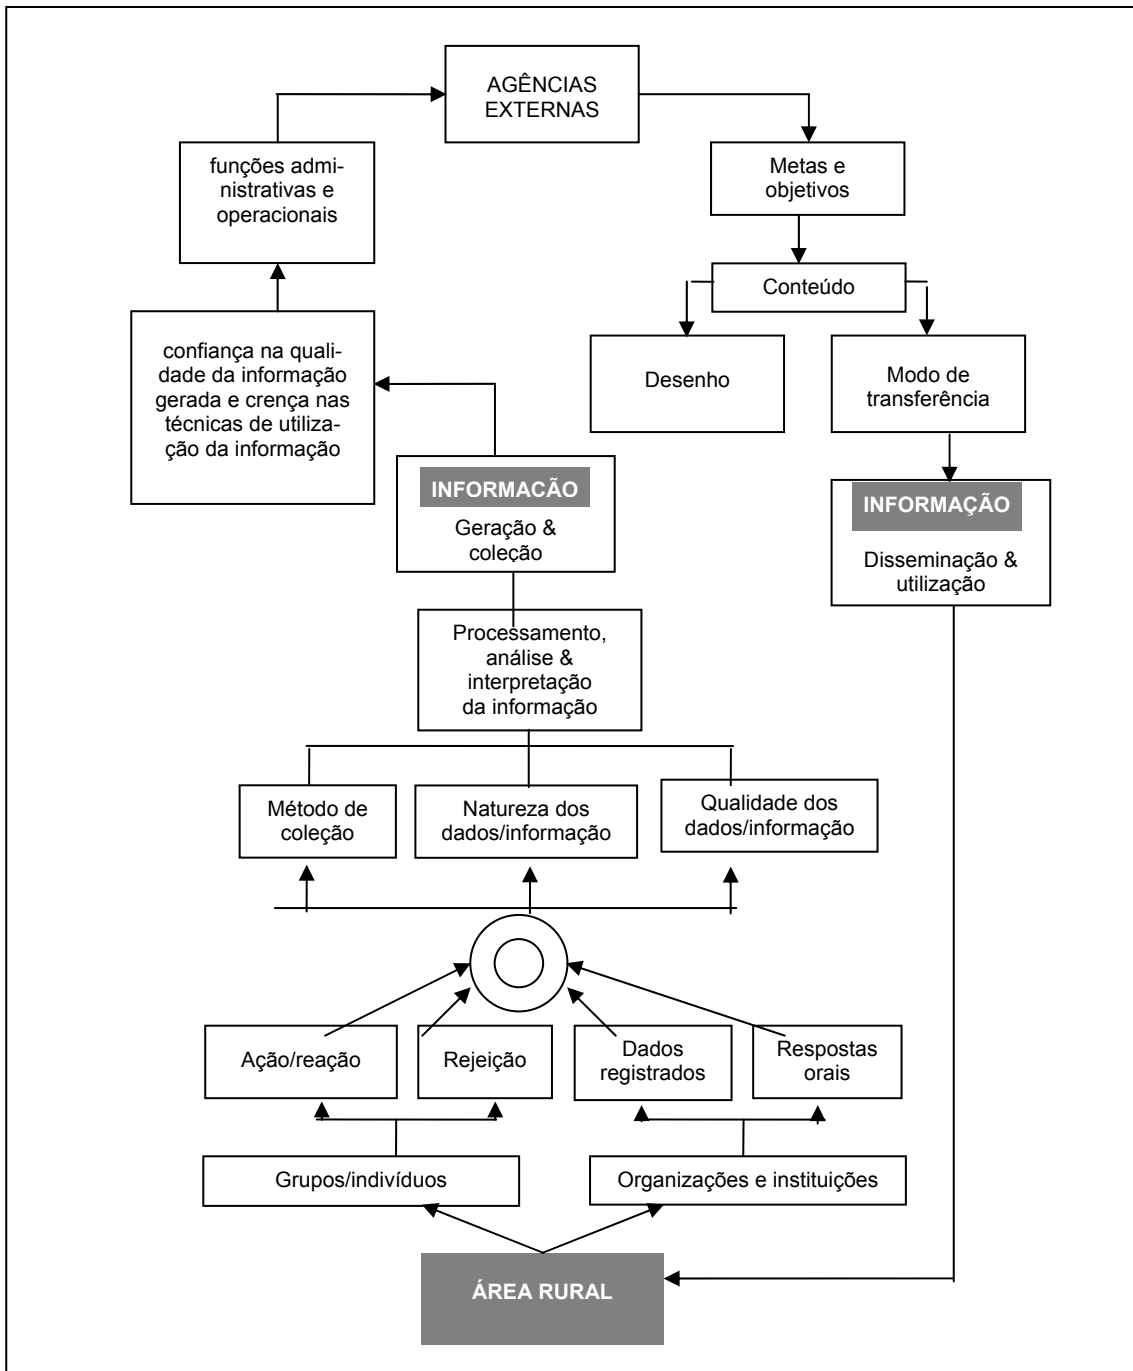 AGÊNCIAS
EXTERNAS
funções admi-
nistrativas e
operacionais
Metas e
objetivos
Conteúdo
confiança na quali-
dade da informação
gerada e crença nas
técnicas de utiliza-
ção da informação
Desenho
Modo de
transferência
INFORMACÃO
Geração &
coleção
INFORMAÇÃO
Disseminação &
utilização
Processamento,
análise &
interpretação
da informação
Método de
coleção
Natureza dos
dados/informação
Qualidade dos
dados/informação
Ação/reação
Rejeição
Dados
registrados
Respostas
orais
Grupos/indivíduos
Organizações e instituições
ÁREA RURAL